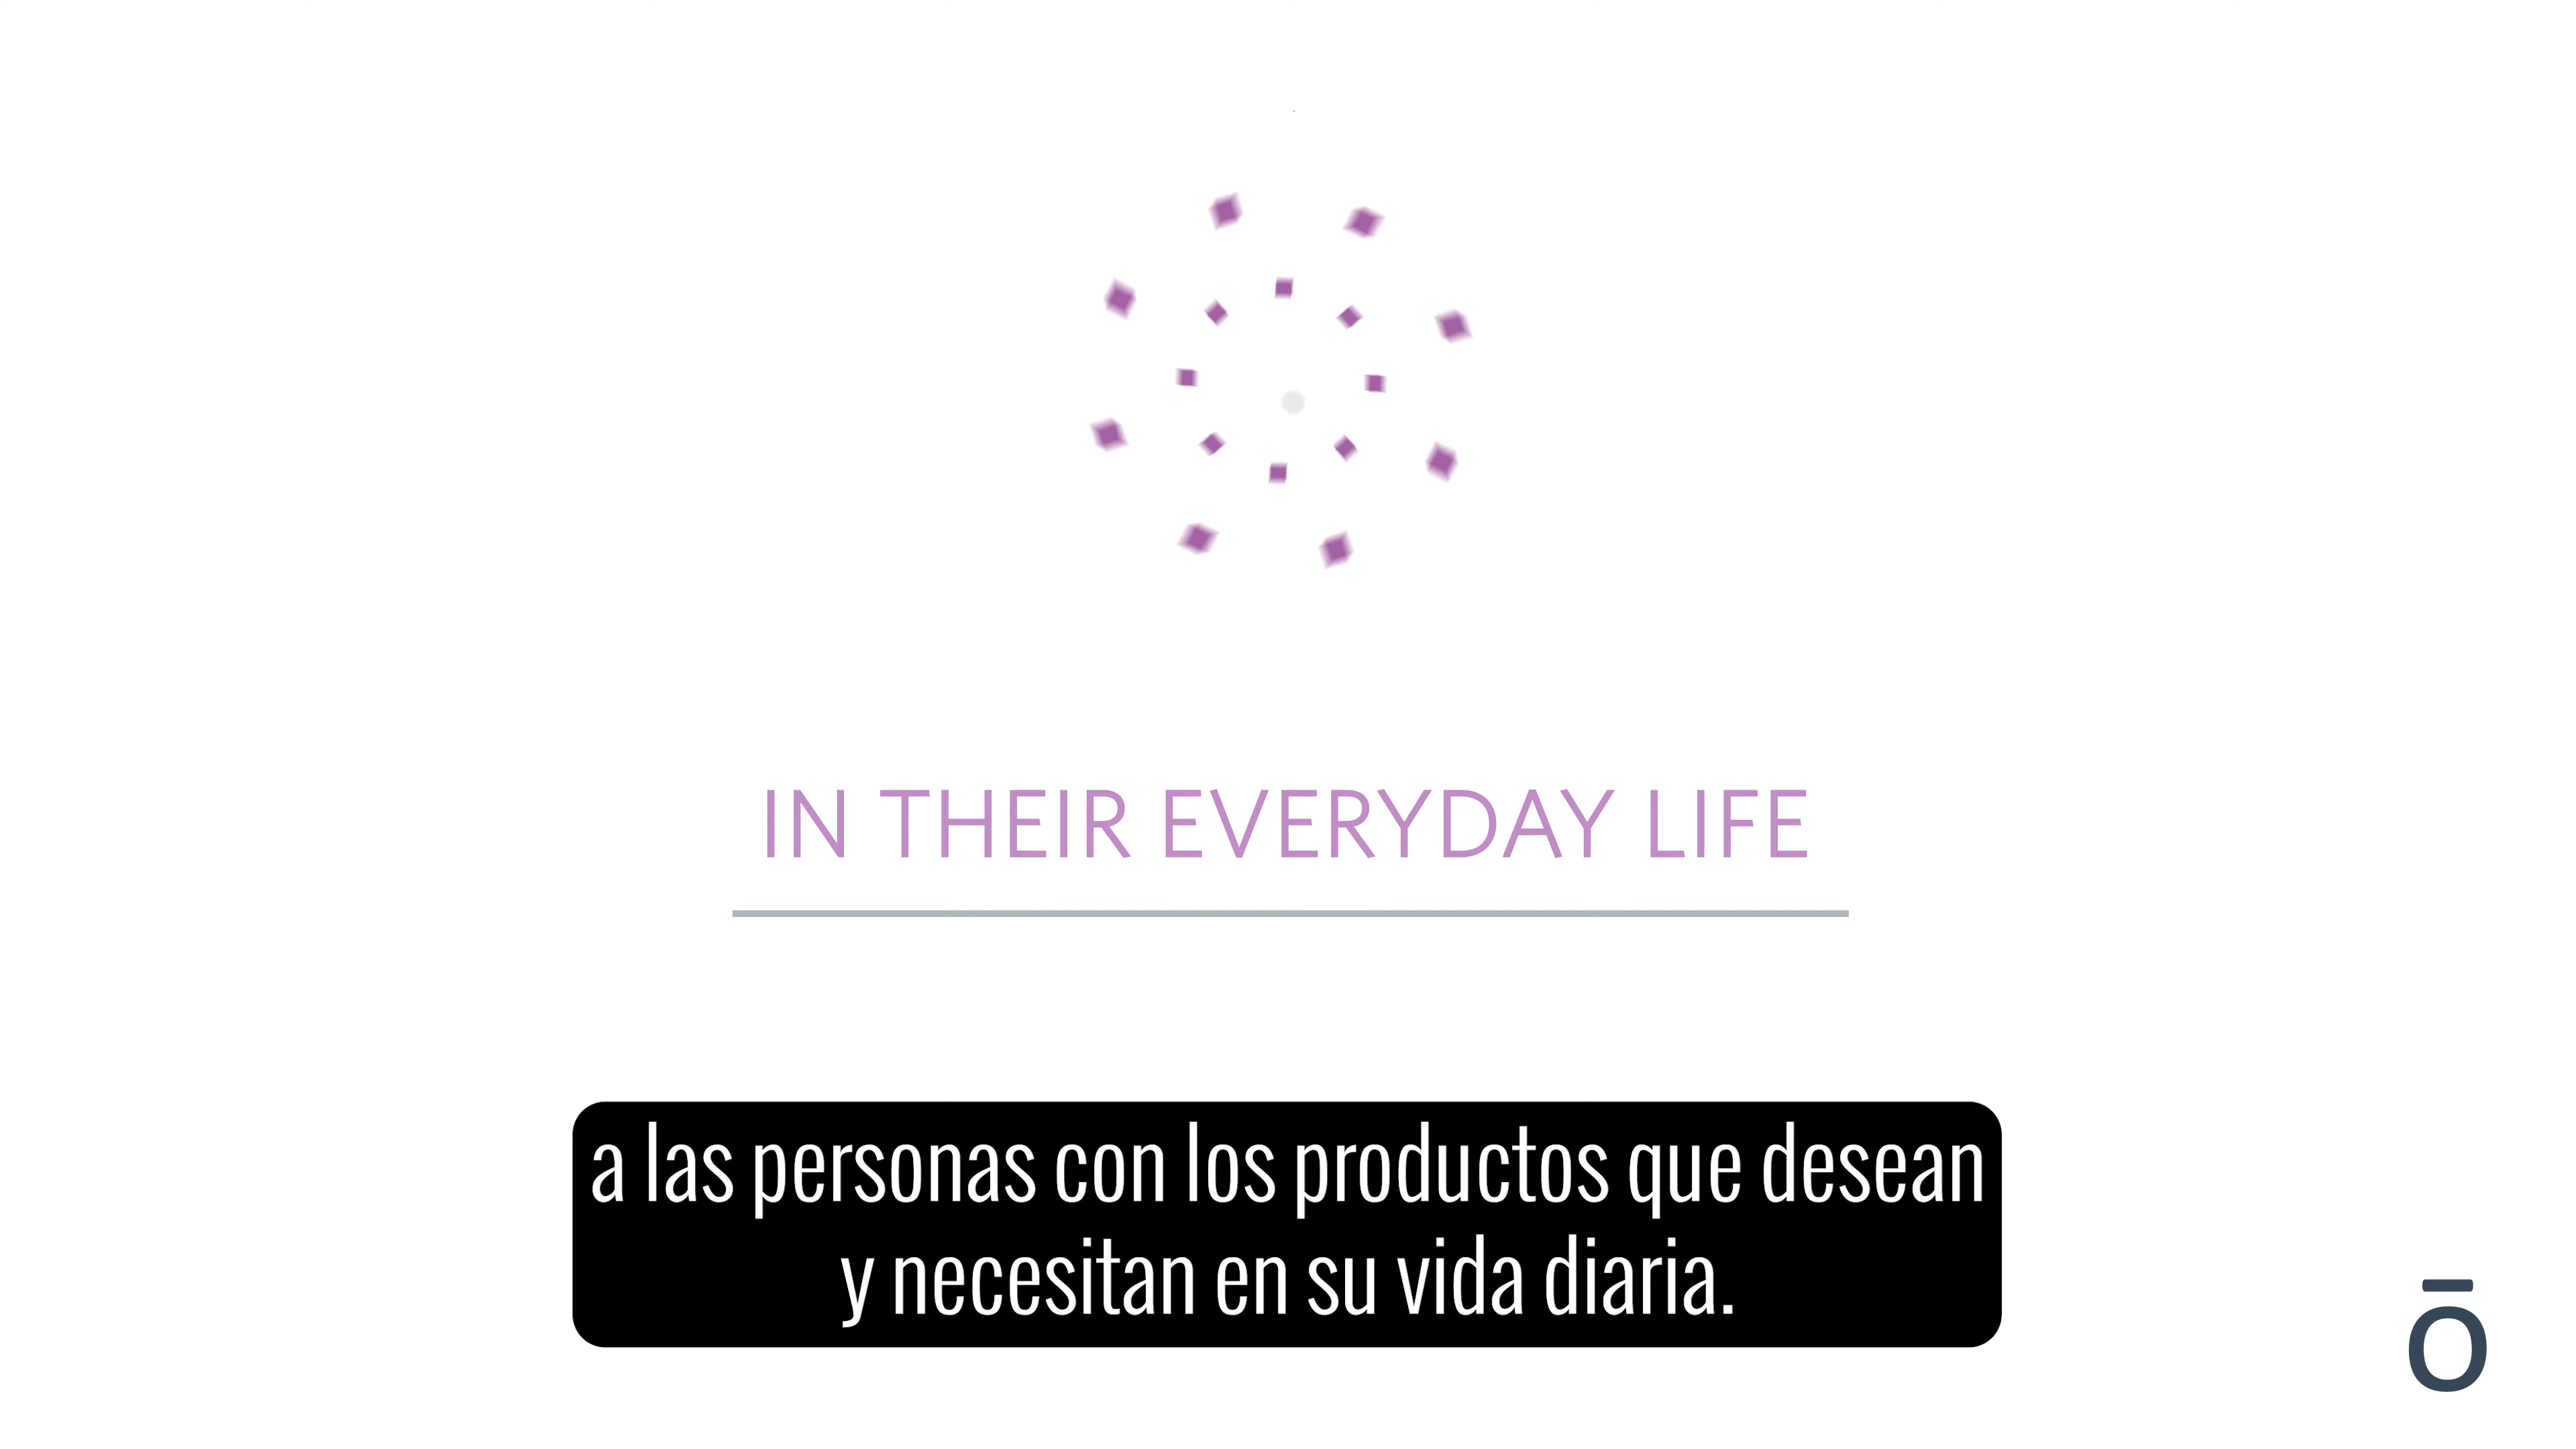 IN THEIR EVERYDAY LIFE
a las personas con los productos que desean
y necesitan en su vida diaria.
ō